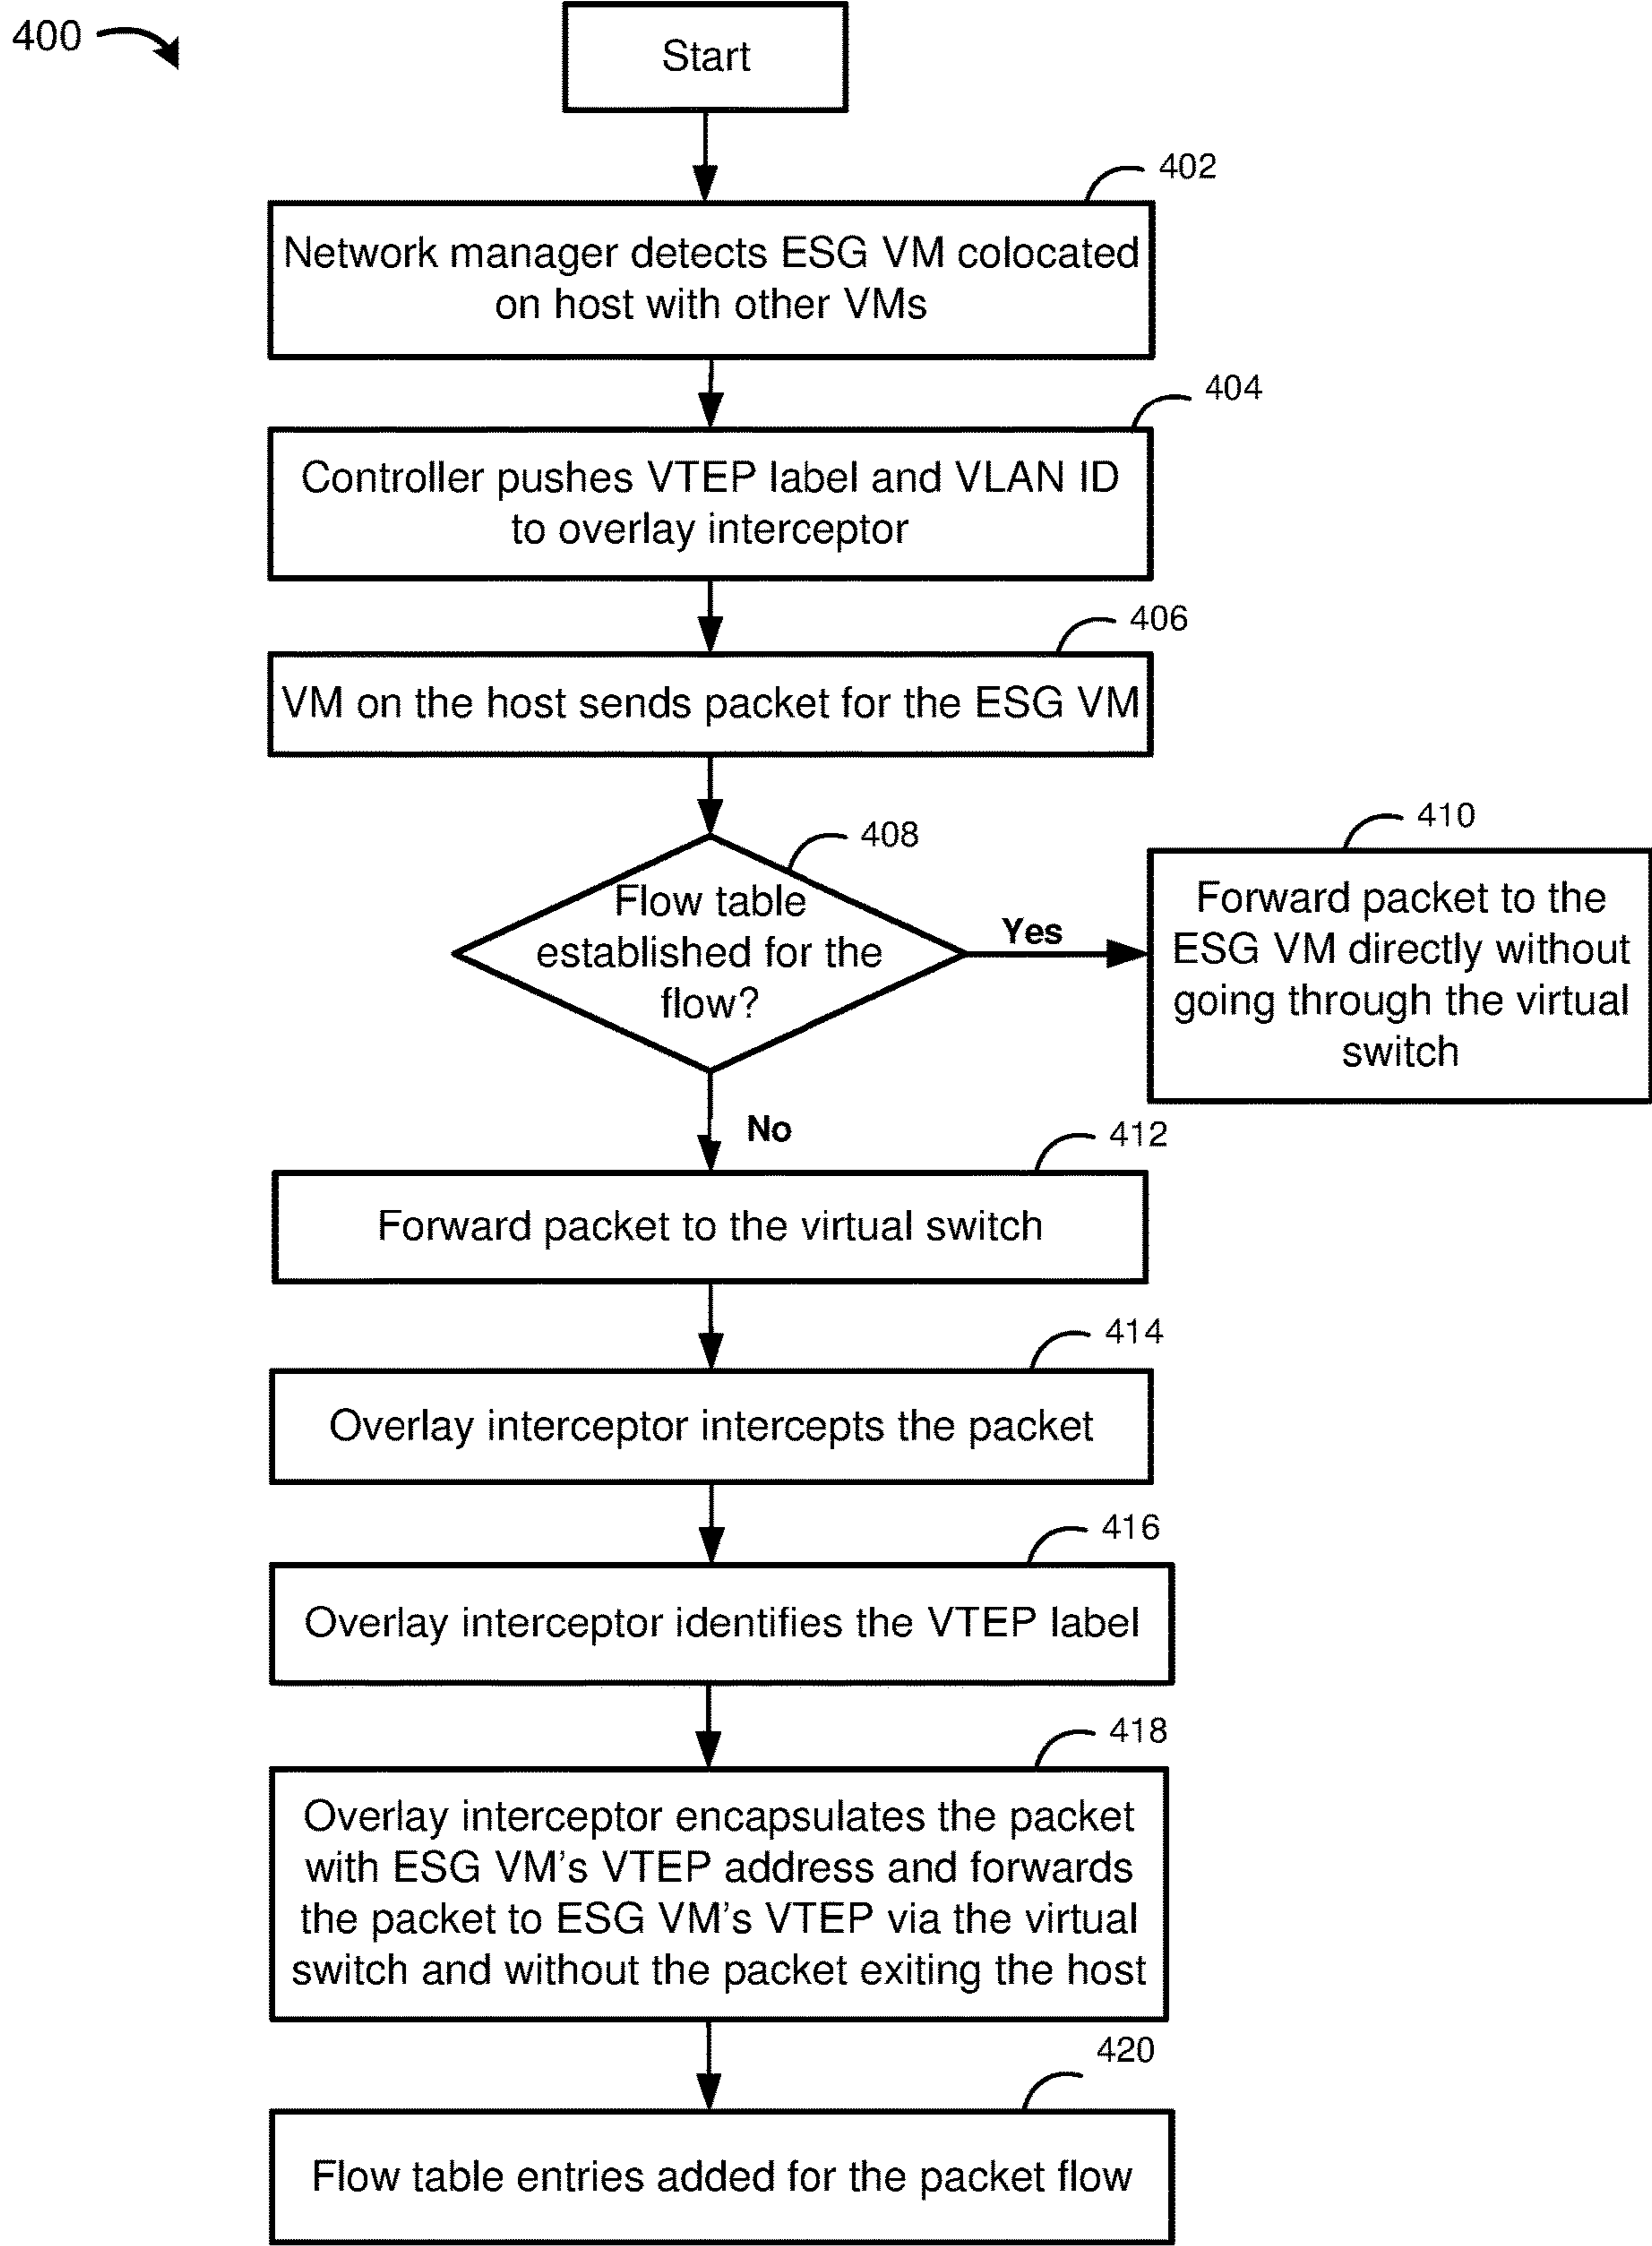 400
Start
402
Network manager detects ESG VM colocated
on host with other VMs
404
Controller pushes VTEP label and VLAN ID
to overlay interceptor
406
VM on the host sends packet for the ESG VM
408
Flow table
established for the
flow?
Yes
410
Forward packet to the
ESG VM directly without
going through the virtual
switch
No
412
Forward packet to the virtual switch
414
Overlay interceptor intercepts the packet
416
Overlay interceptor identifies the VTEP label
418
Overlay interceptor encapsulates the packet
with ESG VM's VTEP address and forwards
the packet to ESG VM's VTEP via the virtual
switch and without the packet exiting the host
420
Flow table entries added for the packet flow